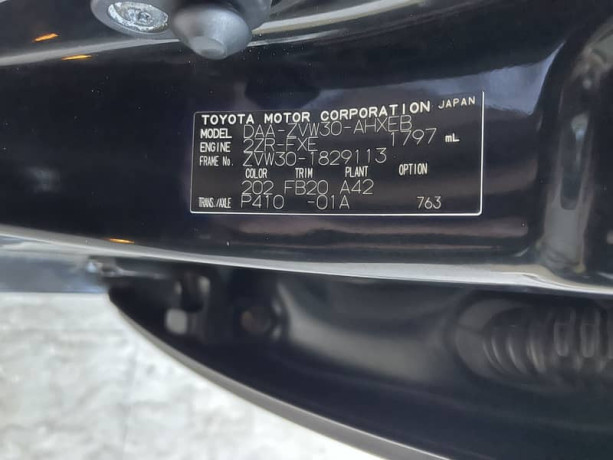 TOYOTA MOTOR CORPORATION JAPAN
MODEL DAA-ZVW30-AHXEB
ENGINE 2ZR-FXE 1797 mL
FRAME No. ZVW30-1829113
COLOR TRIM PLANT OPTION
202 FB20 A42
TRANS./AXLE P410 -01A 763